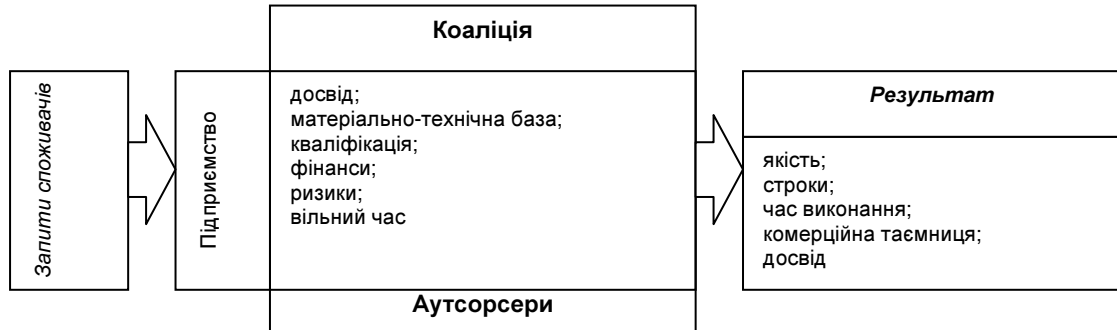 Запити споживачів
Підприємство
Коаліція
досвід;
матеріально-технічна база;
кваліфікація;
фінанси;
ризики;
вільний час
Аутсорсери
Результат
якість;
строки;
час виконання;
комерційна таємниця;
досвід